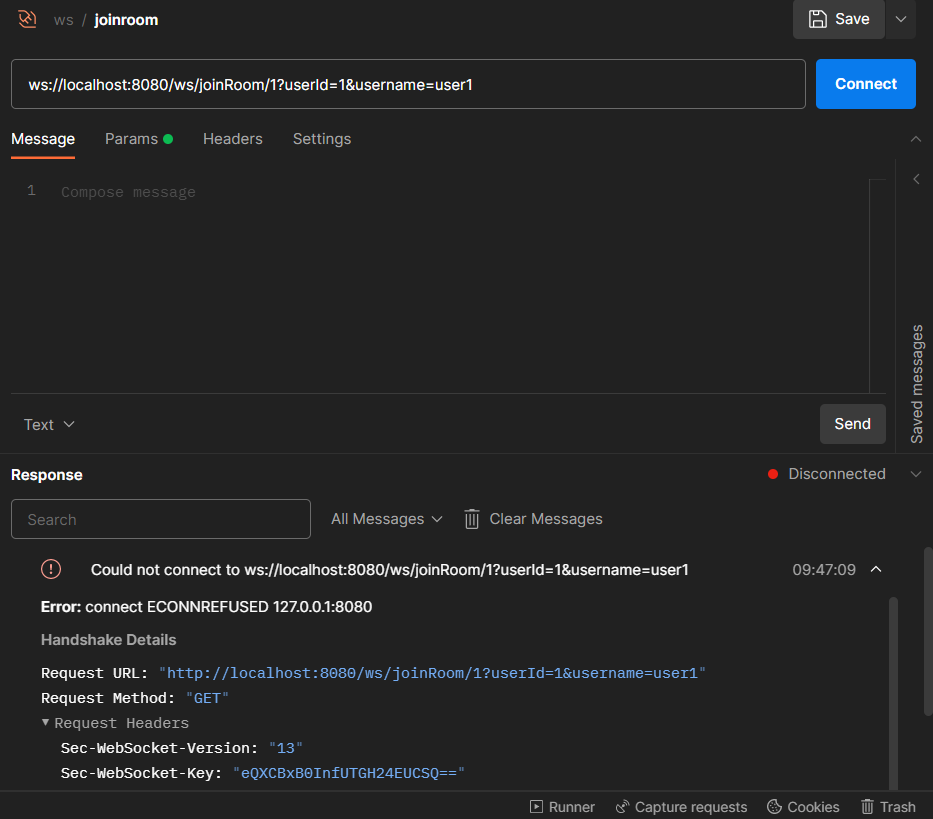 ws / joinroom
Save
ws://localhost:8080/ws/joinRoom/1?userId=1&username=user1
Connect
Message Params Headers Settings
1 Compose message
Saved messages
Text
Send
Response
Disconnected
Search
All Messages
Clear Messages
Could not connect to ws://localhost:8080/ws/joinRoom/1?userId=1&username=user1
09:47:09
Error: connect ECONNREFUSED 127.0.0.1:8080
Handshake Details
Request URL: "http://localhost:8080/ws/joinRoom/1?userId=1&username=user1"
Request Method: "GET"
Request Headers
Sec-WebSocket-Version: "13"
Sec-WebSocket-Key: "eQXCBxB0InfUTGH24EUCSQ=="
Runner Capture requests Cookies Trash